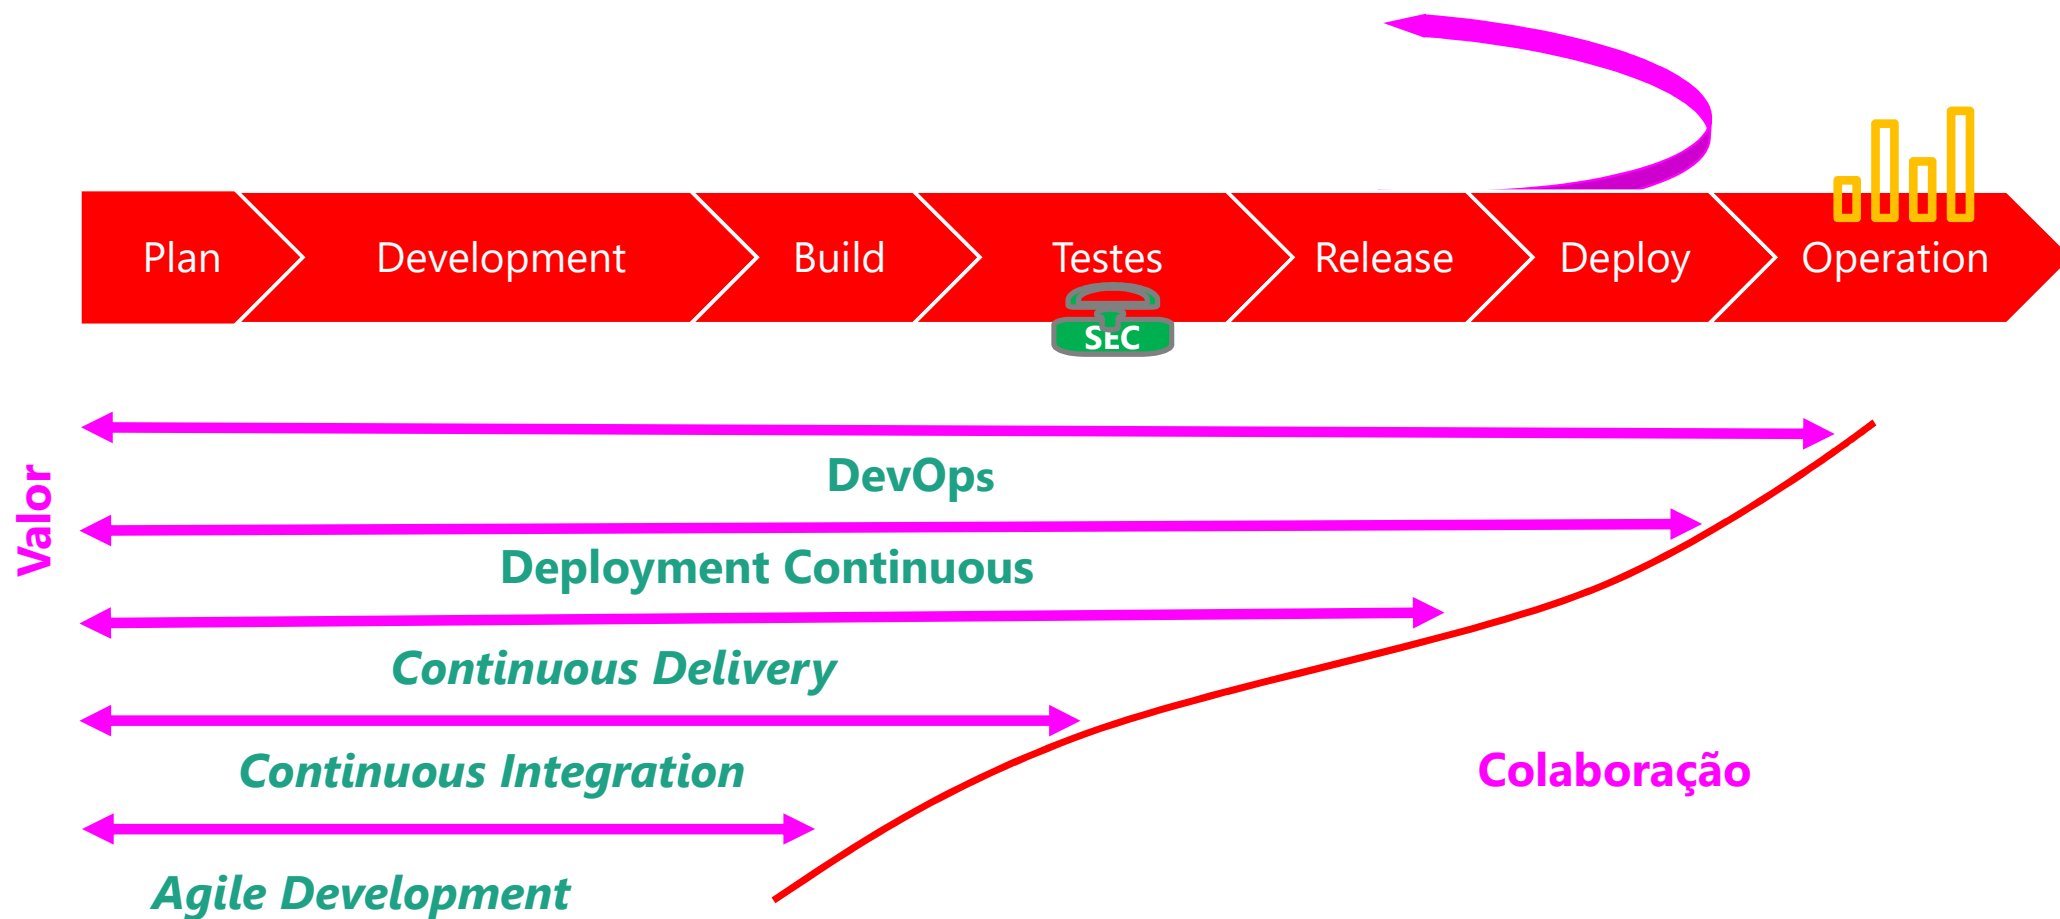 Plan
Development
Build
Testes
Release
Deploy
Operation
SEC
Valor
DevOps
Deployment Continuous
Continuous Delivery
Continuous Integration
Colaboração
Agile Development